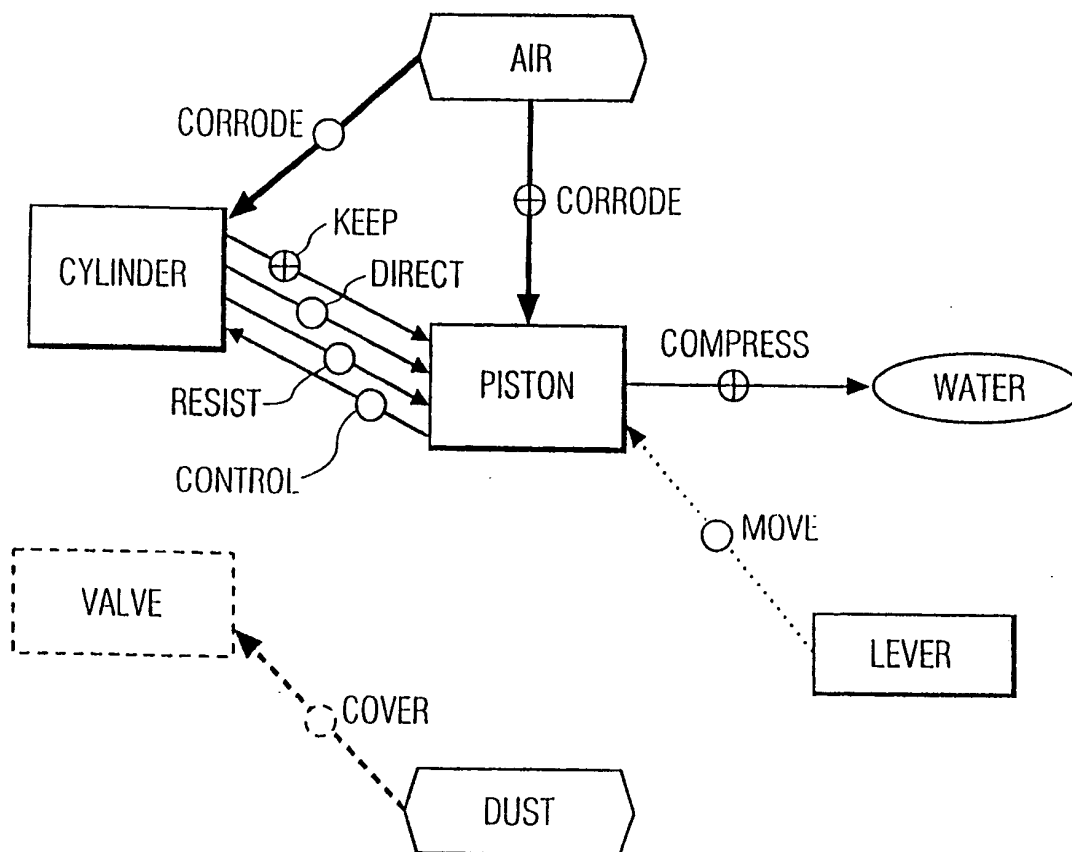 AIR
CORRODE
CORRODE
KEEP
CYLINDER
DIRECT
COMPRESS
PISTON
WATER
RESIST
CONTROL
MOVE
VALVE
LEVER
COVER
DUST